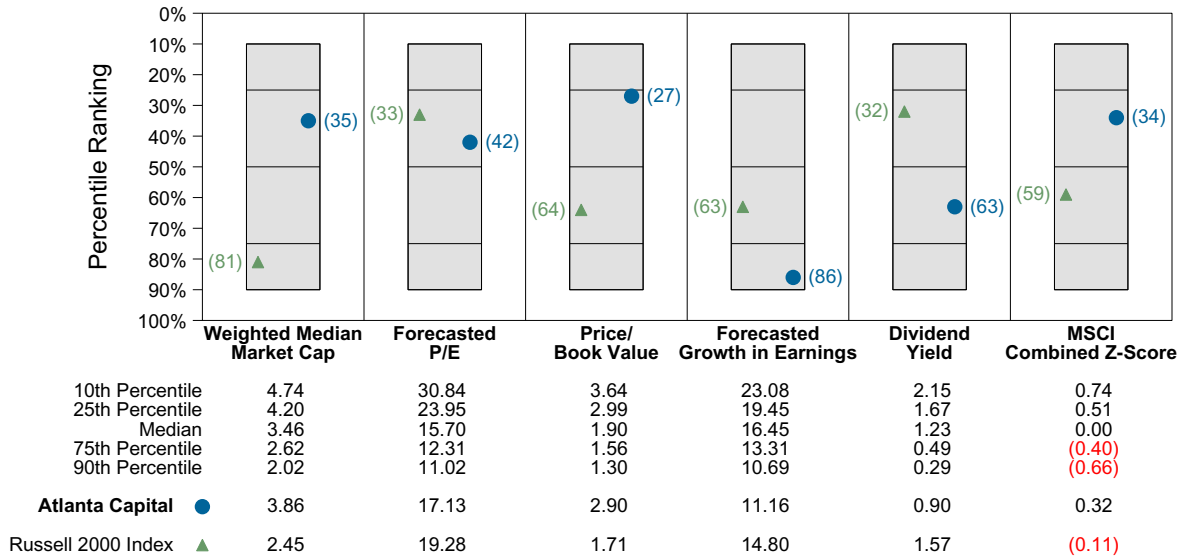 0%
10%
20%
30%
40%
50%
60%
70%
80%
90%
100%
Percentile Ranking
(81) (35)
(33) (42)
(64) (27)
(63) (86)
(32) (63)
(59) (34)
Weighted Median Market Cap
Forecasted P/E
Price/ Book Value
Forecasted Growth in Earnings
Dividend Yield
MSCI Combined Z-Score
10th Percentile 4.74 30.84 3.64 23.08 2.15 0.74
25th Percentile 4.20 23.95 2.99 19.45 1.67 0.51
Median 3.46 15.70 1.90 16.45 1.23 0.00
75th Percentile 2.62 12.31 1.56 13.31 0.49 (0.40)
90th Percentile 2.02 11.02 1.30 10.69 0.29 (0.66)
Atlanta Capital 3.86 17.13 2.90 11.16 0.90 0.32
Russell 2000 Index 2.45 19.28 1.71 14.80 1.57 (0.11)